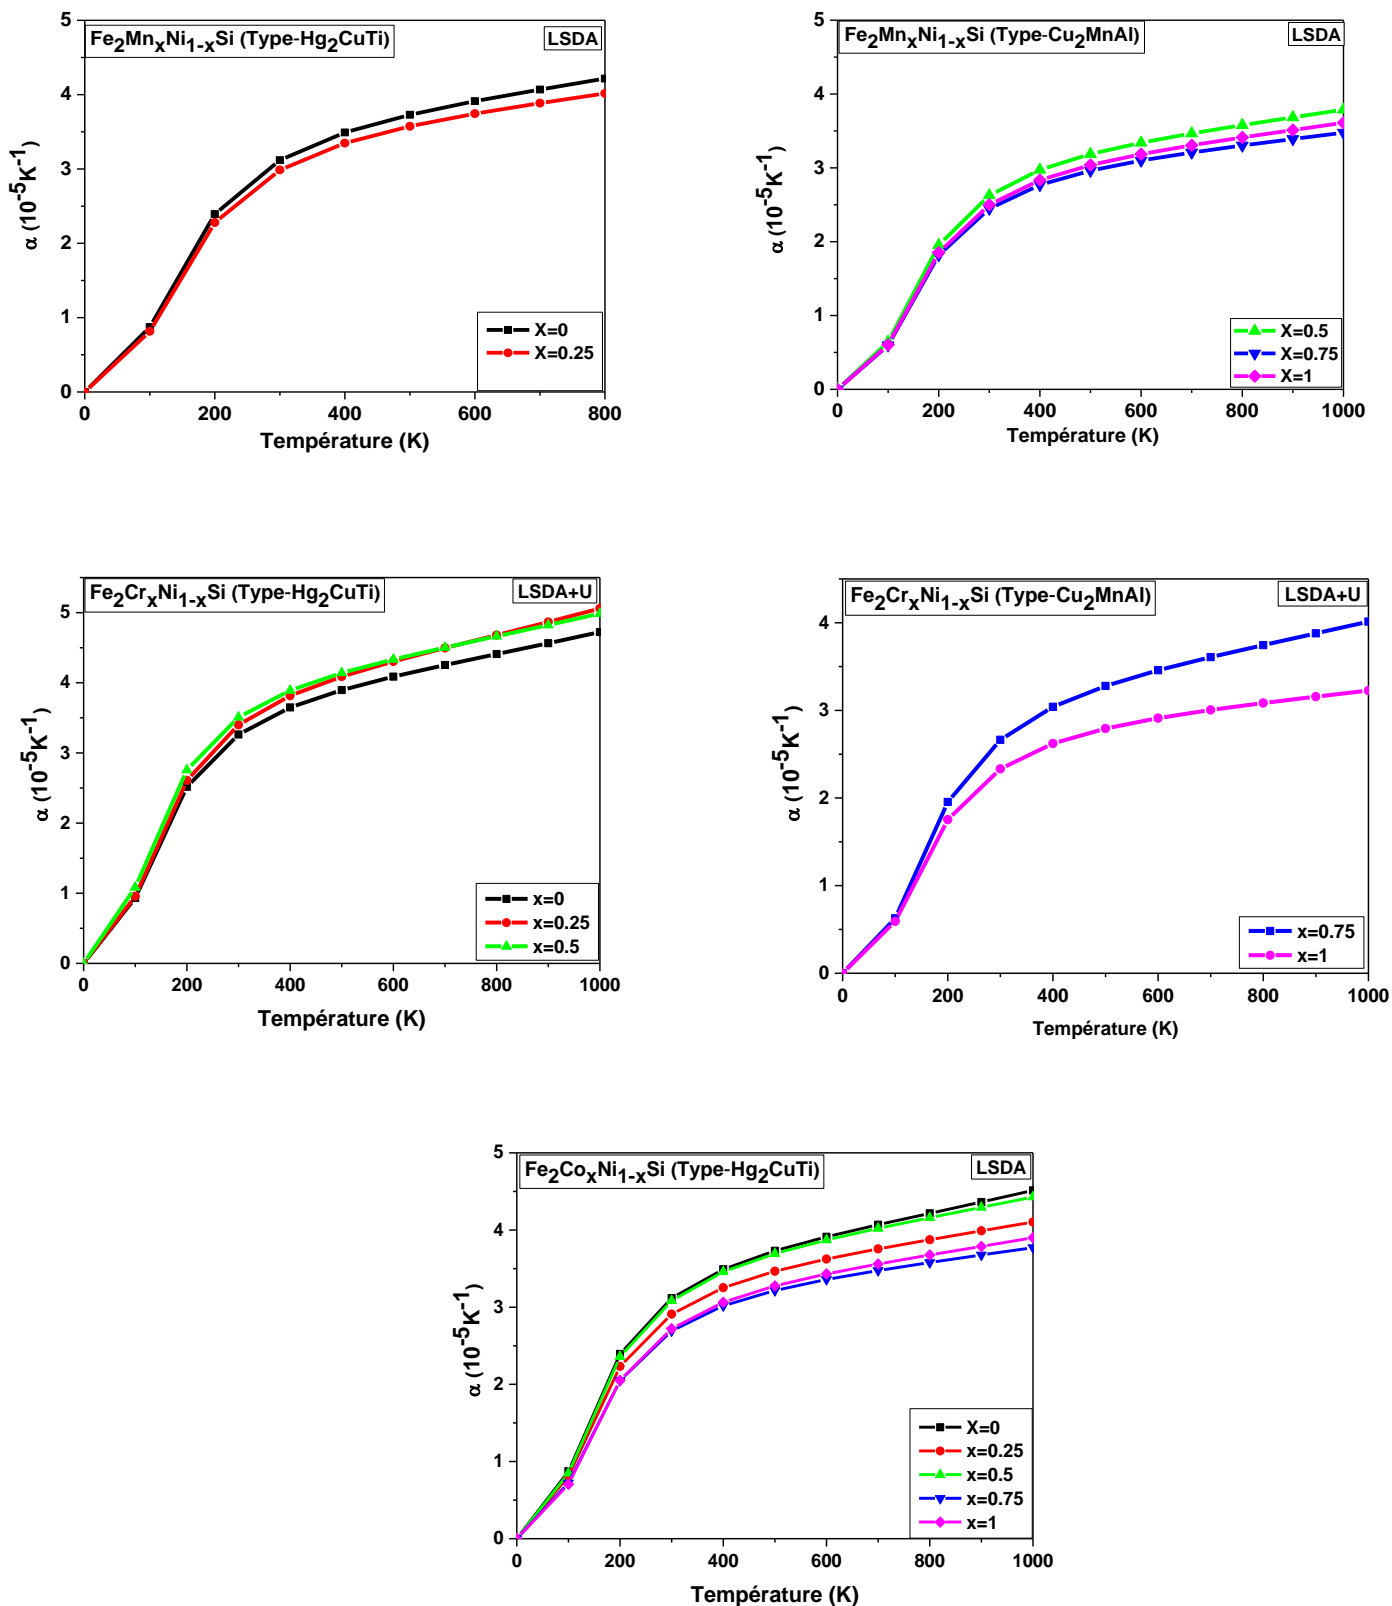 Fe2MnxNi1-xSi (Type-Hg2CuTi)
LSDA
α (10-5K-1)
5
4
3
2
1
0
X=0
X=0.25
0 200 400 600 800
Température (K)
Fe2MnxNi1-xSi (Type-Cu2MnAl)
LSDA
α (10-5K-1)
5
4
3
2
1
0
X=0.5
X=0.75
X=1
0 200 400 600 800 1000
Température (K)
Fe2CrxNi1-xSi (Type-Hg2CuTi)
LSDA+U
α (10-5K-1)
5
4
3
2
1
0
x=0
x=0.25
x=0.5
0 200 400 600 800 1000
Température (K)
Fe2CrxNi1-xSi (Type-Cu2MnAl)
LSDA+U
α (10-5K-1)
4
3
2
1
0
x=0.75
x=1
0 200 400 600 800 1000
Température (K)
Fe2CoxNi1-xSi (Type-Hg2CuTi)
LSDA
α (10-5K-1)
5
4
3
2
1
0
X=0
x=0.25
x=0.5
x=0.75
x=1
0 200 400 600 800 1000
Température (K)